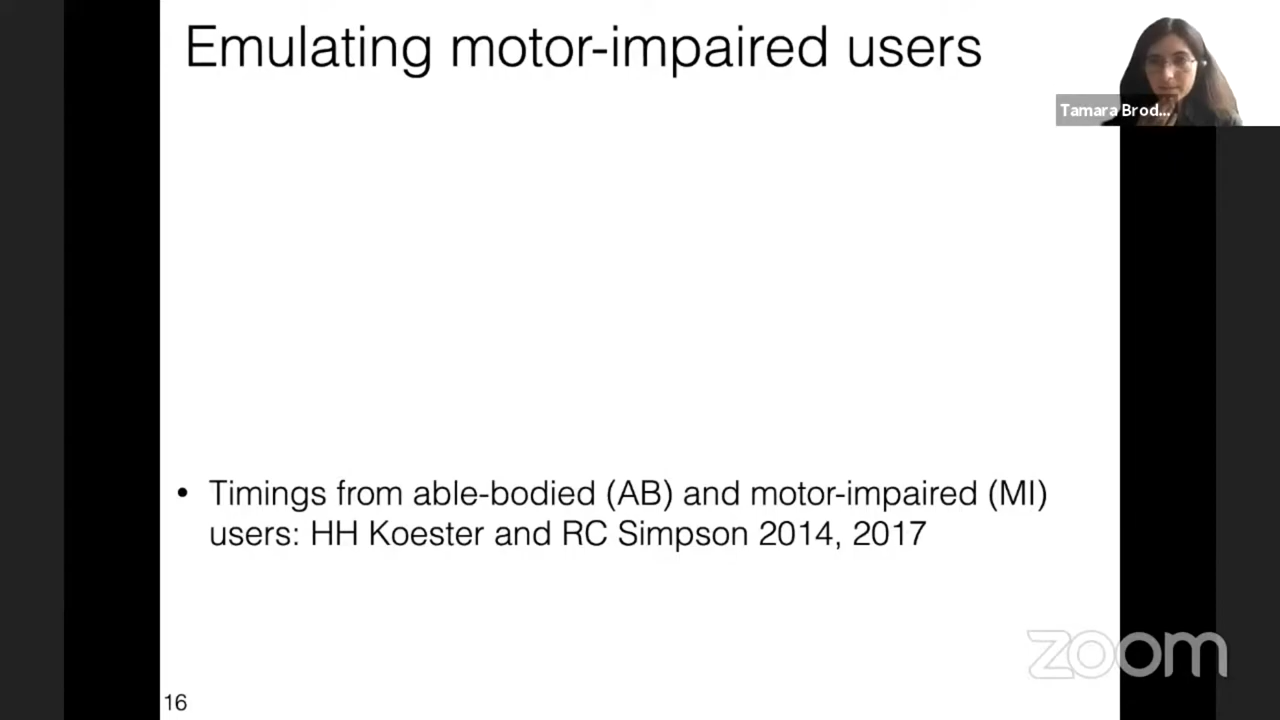 Emulating motor-impaired users
Tamara Brod...
• Timings from able-bodied (AB) and motor-impaired (MI)
users: HH Koester and RC Simpson 2014, 2017
zoom
16